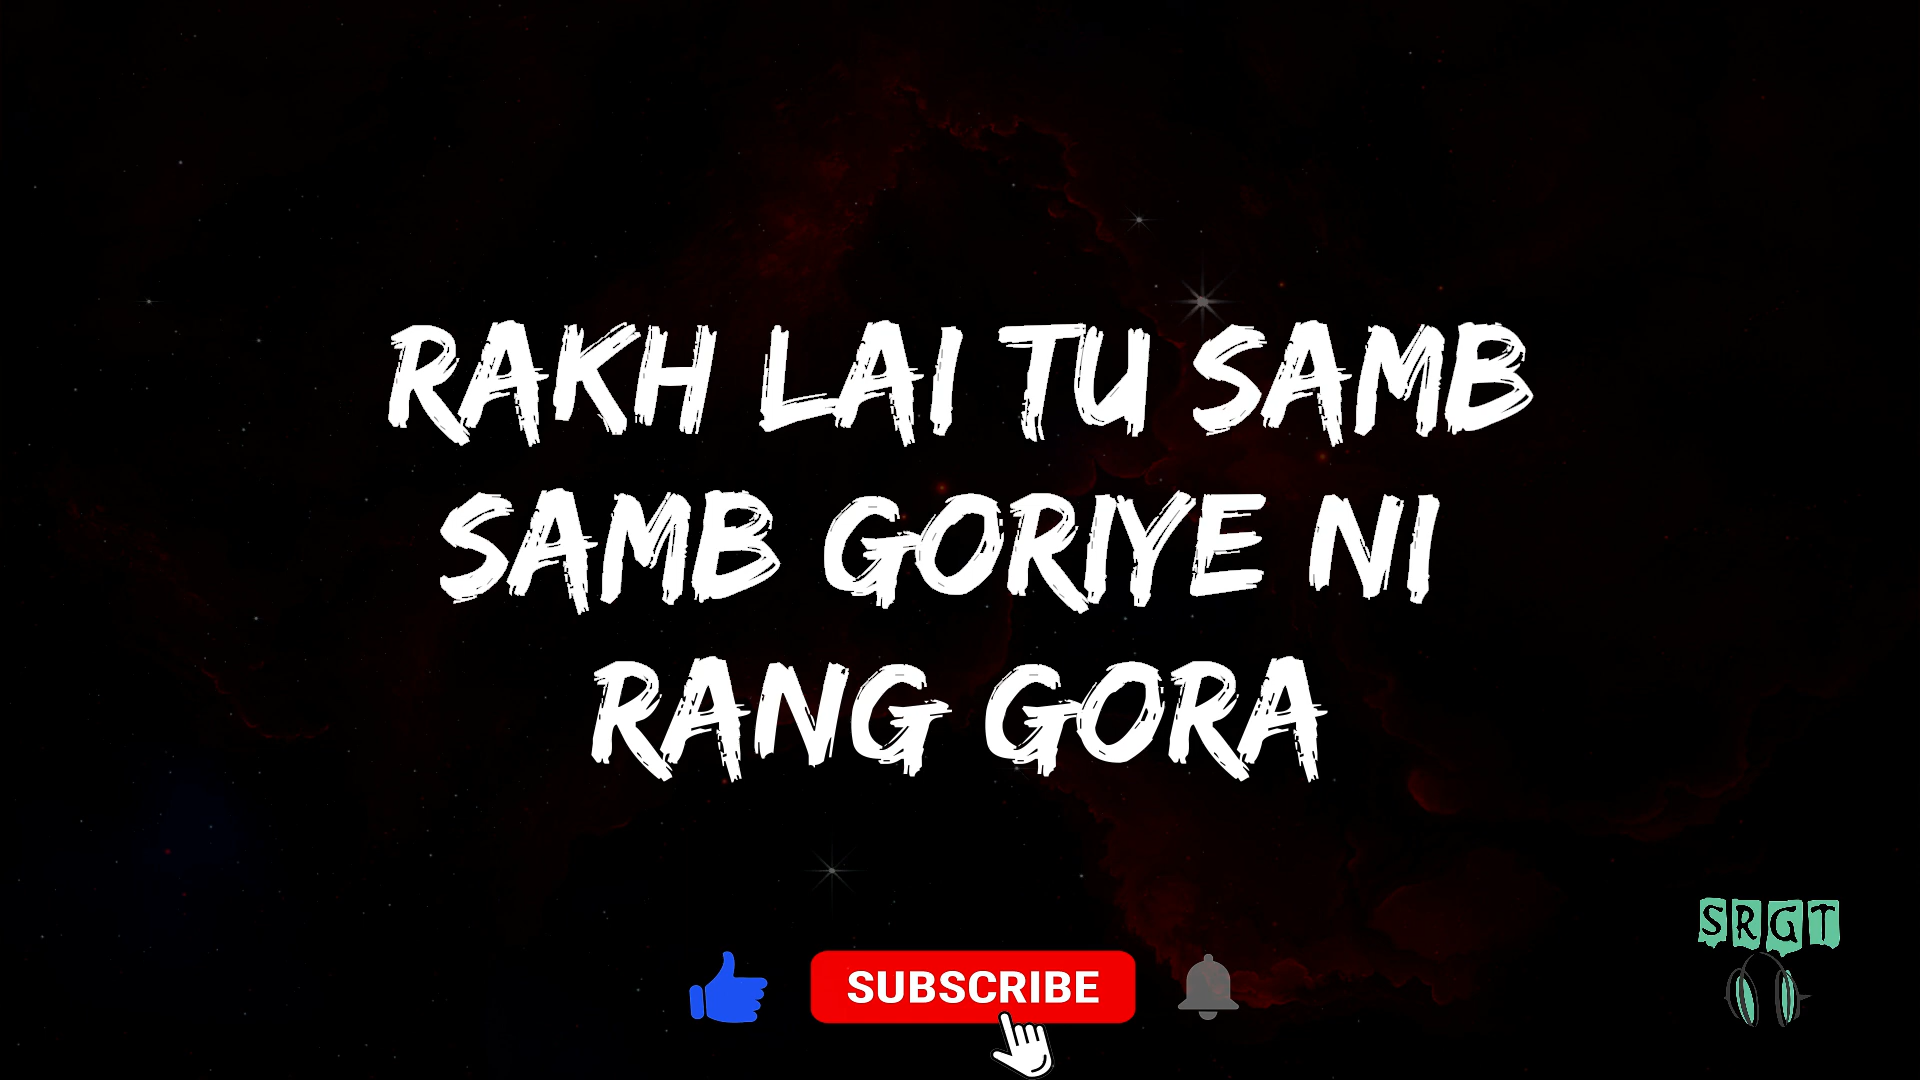 RAKH LAI TU SAMB
SAMB GORIYE NI
RANG GORA
SUBSCRIBE
SRGT